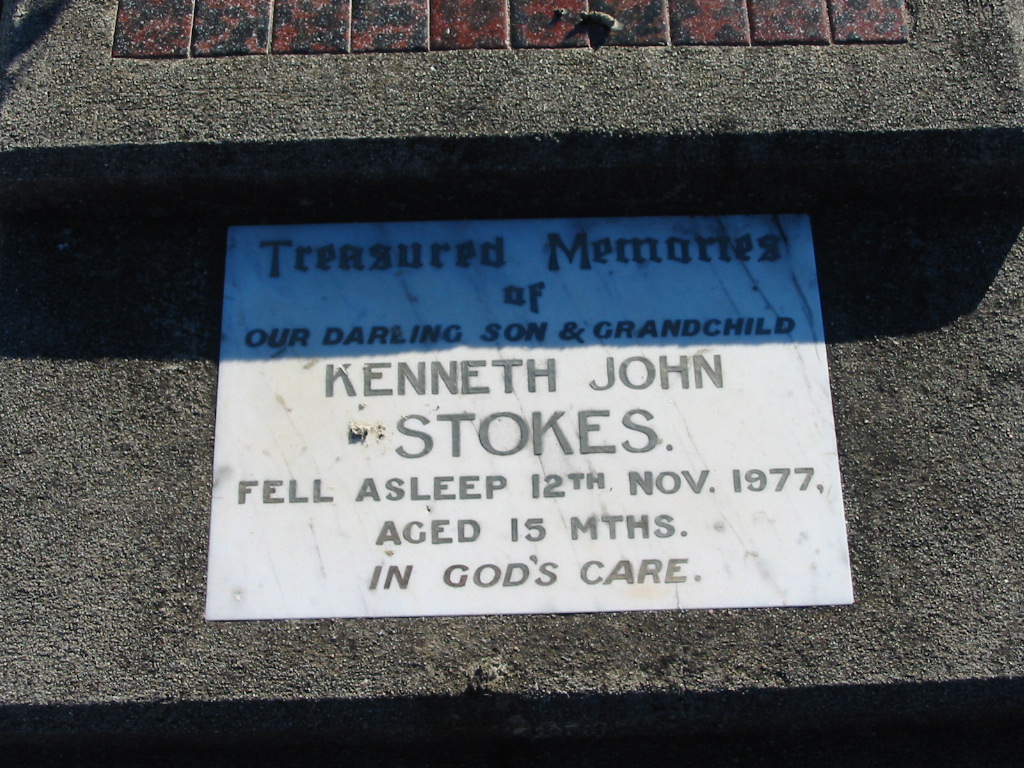 Treasured Memories
of
OUR DARLING SON & GRANDCHILD
KENNETH JOHN
STOKES.
FELL ASLEEP 12TH NOV. 1977,
AGED 15 MTHS.
IN GOD'S CARE.